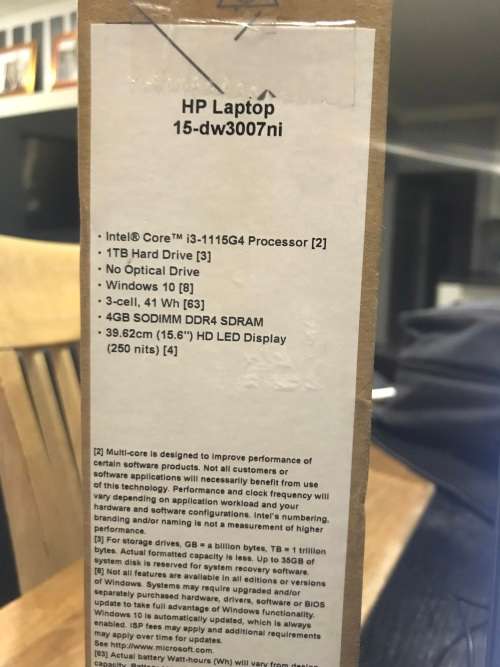 HP Laptop
15-dw3007ni
• Intel® Core™ i3-1115G4 Processor [2]
• 1TB Hard Drive [3]
• No Optical Drive
• Windows 10 [8]
• 3-cell, 41 Wh [63]
• 4GB SODIMM DDR4 SDRAM
• 39.62cm (15.6") HD LED Display
(250 nits) [4]
[2] Multi-core is designed to improve performance of
certain software products. Not all customers or
software applications will necessarily benefit from use
of this technology. Performance and clock frequency will
vary depending on application workload and your
hardware and software configurations. Intel's numbering,
branding and/or naming is not a measurement of higher
performance.
[3] For storage drives, GB = a billion bytes, TB = 1 trillion
bytes. Actual formatted capacity is less. Up to 35GB of
system disk is reserved for system recovery software.
[8] Not all features are available in all editions or versions
of Windows. Systems may require upgraded and/or
separately purchased hardware, drivers, software or BIOS
update to take full advantage of Windows functionality.
Windows 10 is automatically updated, which is always
enabled. ISP fees may apply and additional requirements
may apply over time for updates.
See http://www.microsoft.com.
[63] Actual battery Watt-hours (Wh) will vary from design
capacity.